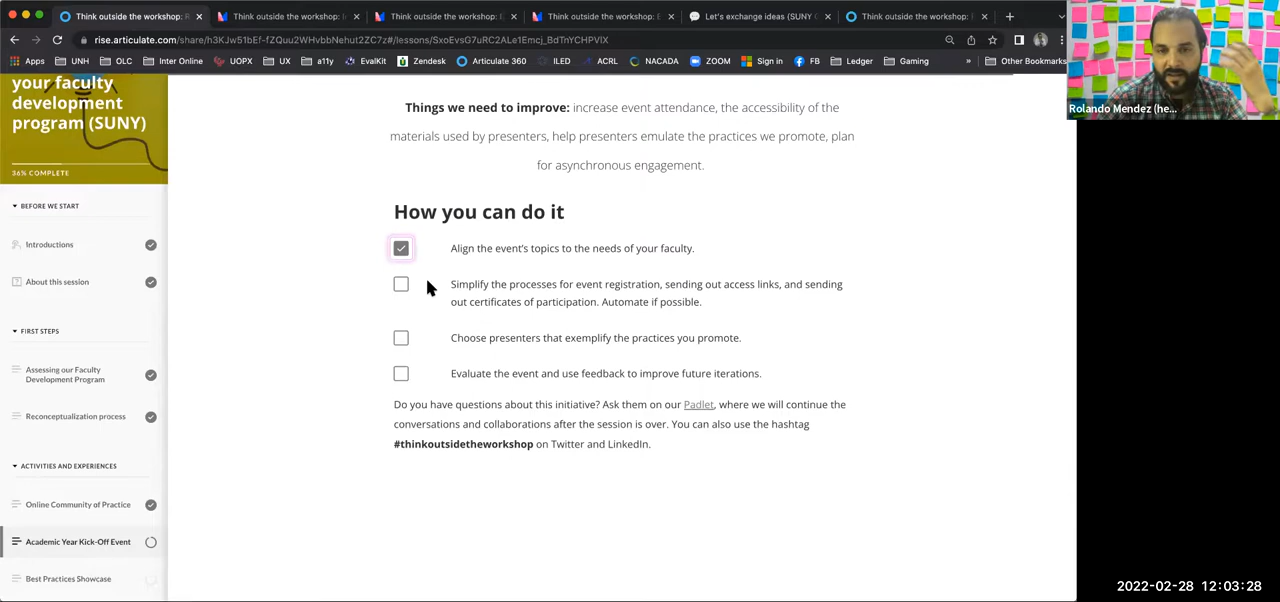 Think outside the workshop: R
Think outside the workshop: I
Think outside the workshop: D
Think outside the workshop: E
Let's exchange ideas (SUNY C
Think outside the workshop: F
rise.articulate.com/share/h3KJw51bEf-fZQuu2WHvbbNehut2ZC7z#/lessons/SxoEvsG7uRC2ALe1Emcj_BdTnYCHPVIX
Apps UNH OLC Inter Online UOPX UX a11y EvalKit Zendesk Articulate 360 ILED ACRL NACADA ZOOM Sign in FB Ledger Gaming » Other Bookmarks
Rolando Mendez (he...
your faculty
development
program (SUNY)
36% COMPLETE
BEFORE WE START
Introductions
About this session
FIRST STEPS
Assessing our Faculty
Development Program
Reconceptualization process
ACTIVITIES AND EXPERIENCES
Online Community of Practice
Academic Year Kick-Off Event
Best Practices Showcase
Things we need to improve: increase event attendance, the accessibility of the
materials used by presenters, help presenters emulate the practices we promote, plan
for asynchronous engagement.
How you can do it
Align the event's topics to the needs of your faculty.
Simplify the processes for event registration, sending out access links, and sending
out certificates of participation. Automate if possible.
Choose presenters that exemplify the practices you promote.
Evaluate the event and use feedback to improve future iterations.
Do you have questions about this initiative? Ask them on our Padlet, where we will continue the
conversations and collaborations after the session is over. You can also use the hashtag
#thinkoutsidetheworkshop on Twitter and LinkedIn.
2022-02-28 12:03:28